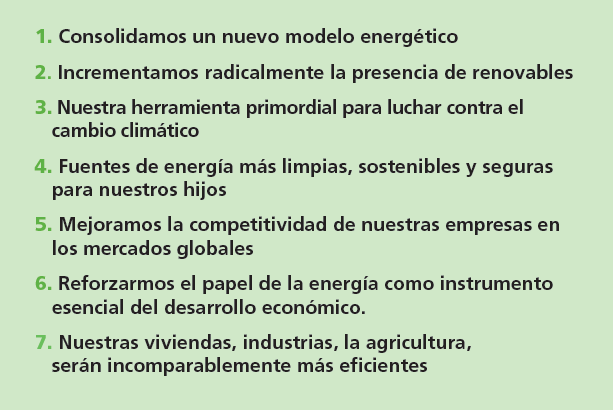 1. Consolidamos un nuevo modelo energético
2. Incrementamos radicalmente la presencia de renovables
3. Nuestra herramienta primordial para luchar contra el
cambio climático
4. Fuentes de energía más limpias, sostenibles y seguras
para nuestros hijos
5. Mejoramos la competitividad de nuestras empresas en
los mercados globales
6. Reforzarmos el papel de la energía como instrumento
esencial del desarrollo económico.
7. Nuestras viviendas, industrias, la agricultura,
serán incomparablemente más eficientes